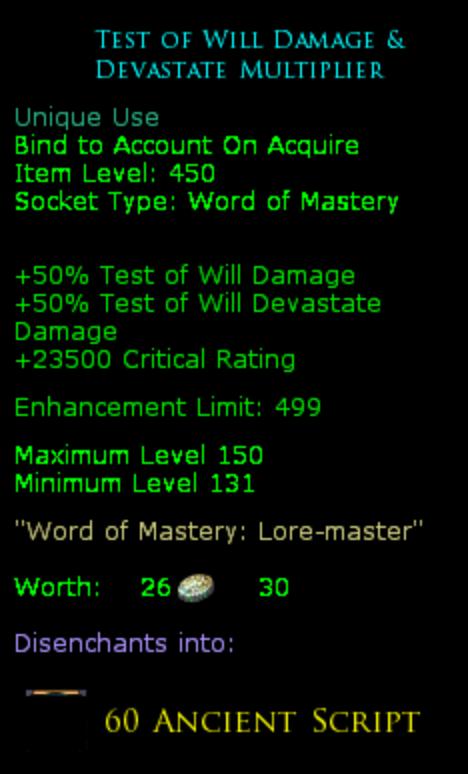 Test of Will Damage &
Devastate Multiplier
Unique Use
Bind to Account On Acquire
Item Level: 450
Socket Type: Word of Mastery
+50% Test of Will Damage
+50% Test of Will Devastate
Damage
+23500 Critical Rating
Enhancement Limit: 499
Maximum Level 150
Minimum Level 131
"Word of Mastery: Lore-master"
Worth: 26 30
Disenchants into:
60 Ancient Script